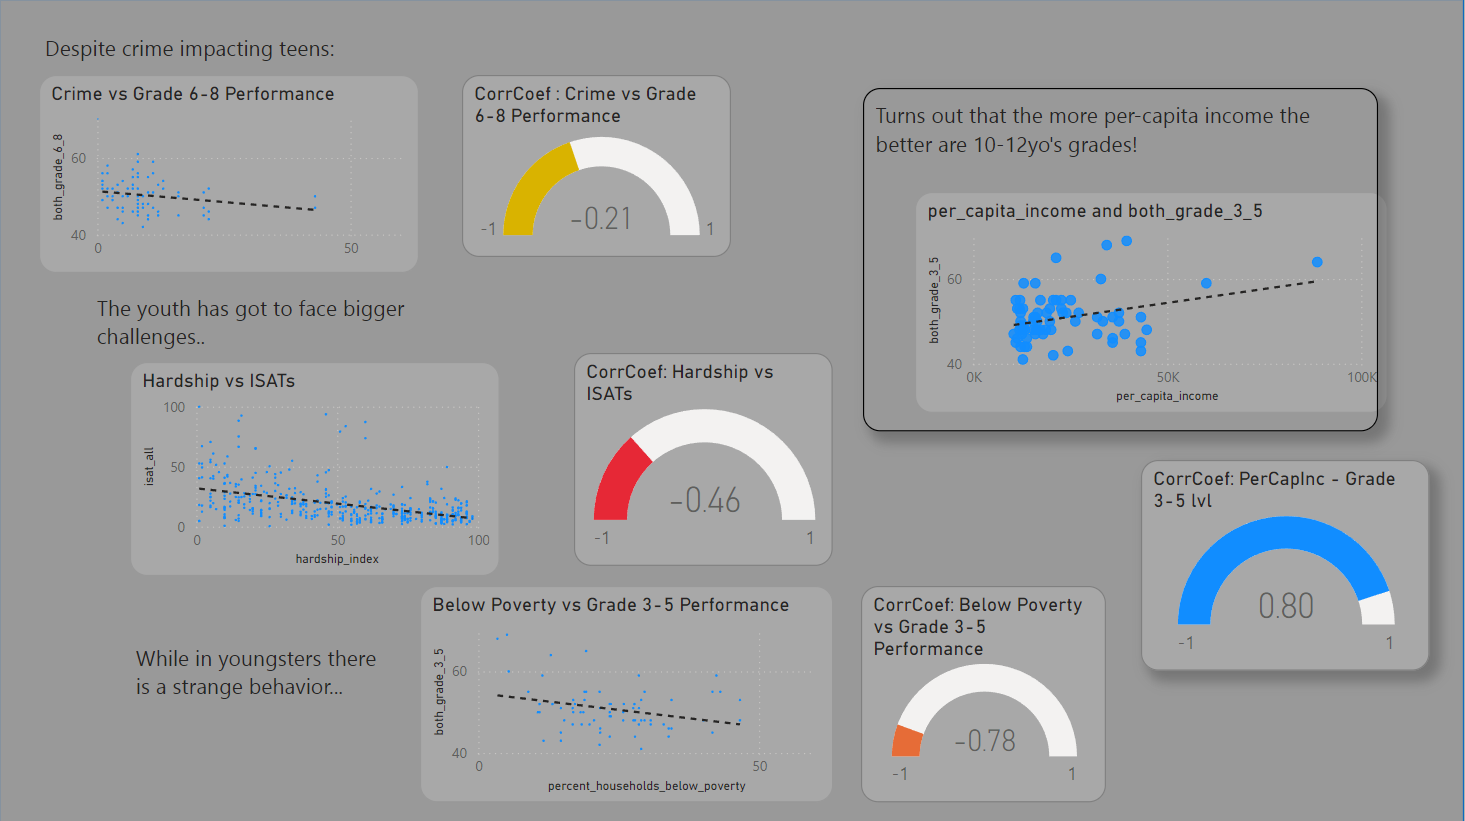 Despite crime impacting teens:
Crime vs Grade 6-8 Performance
both_grade_6_8
60
40
0
50
CorrCoef : Crime vs Grade
6-8 Performance
-0.21
-1
1
Turns out that the more per-capita income the
better are 10-12yo's grades!
per_capita_income and both_grade_3_5
both_grade_3_5
60
40
0K
50K
100K
per_capita_income
The youth has got to face bigger
challenges..
Hardship vs ISATs
isat_all
100
50
0
0
50
100
hardship_index
CorrCoef: Hardship vs
ISATs
-0.46
-1
1
CorrCoef: PerCapInc - Grade
3-5 lvl
0.80
-1
1
While in youngsters there
is a strange behavior...
Below Poverty vs Grade 3-5 Performance
both_grade_3_5
60
40
0
50
percent_households_below_poverty
CorrCoef: Below Poverty
vs Grade 3-5
Performance
-0.78
-1
1